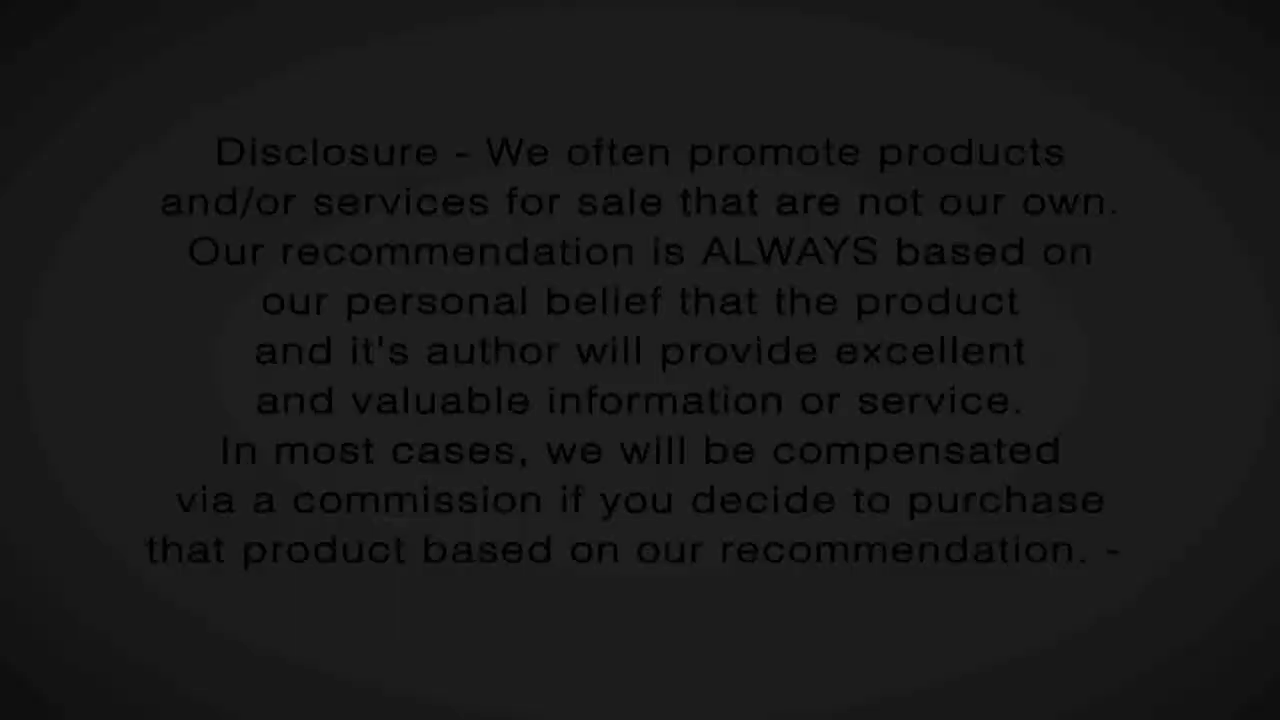 Disclosure - We often promote products
and/or services for sale that are not our own.
Our recommendation is ALWAYS based on
our personal belief that the product
and it's author will provide excellent
and valuable information or service.
In most cases, we will be compensated
via a commission if you decide to purchase
that product based on our recommendation. -